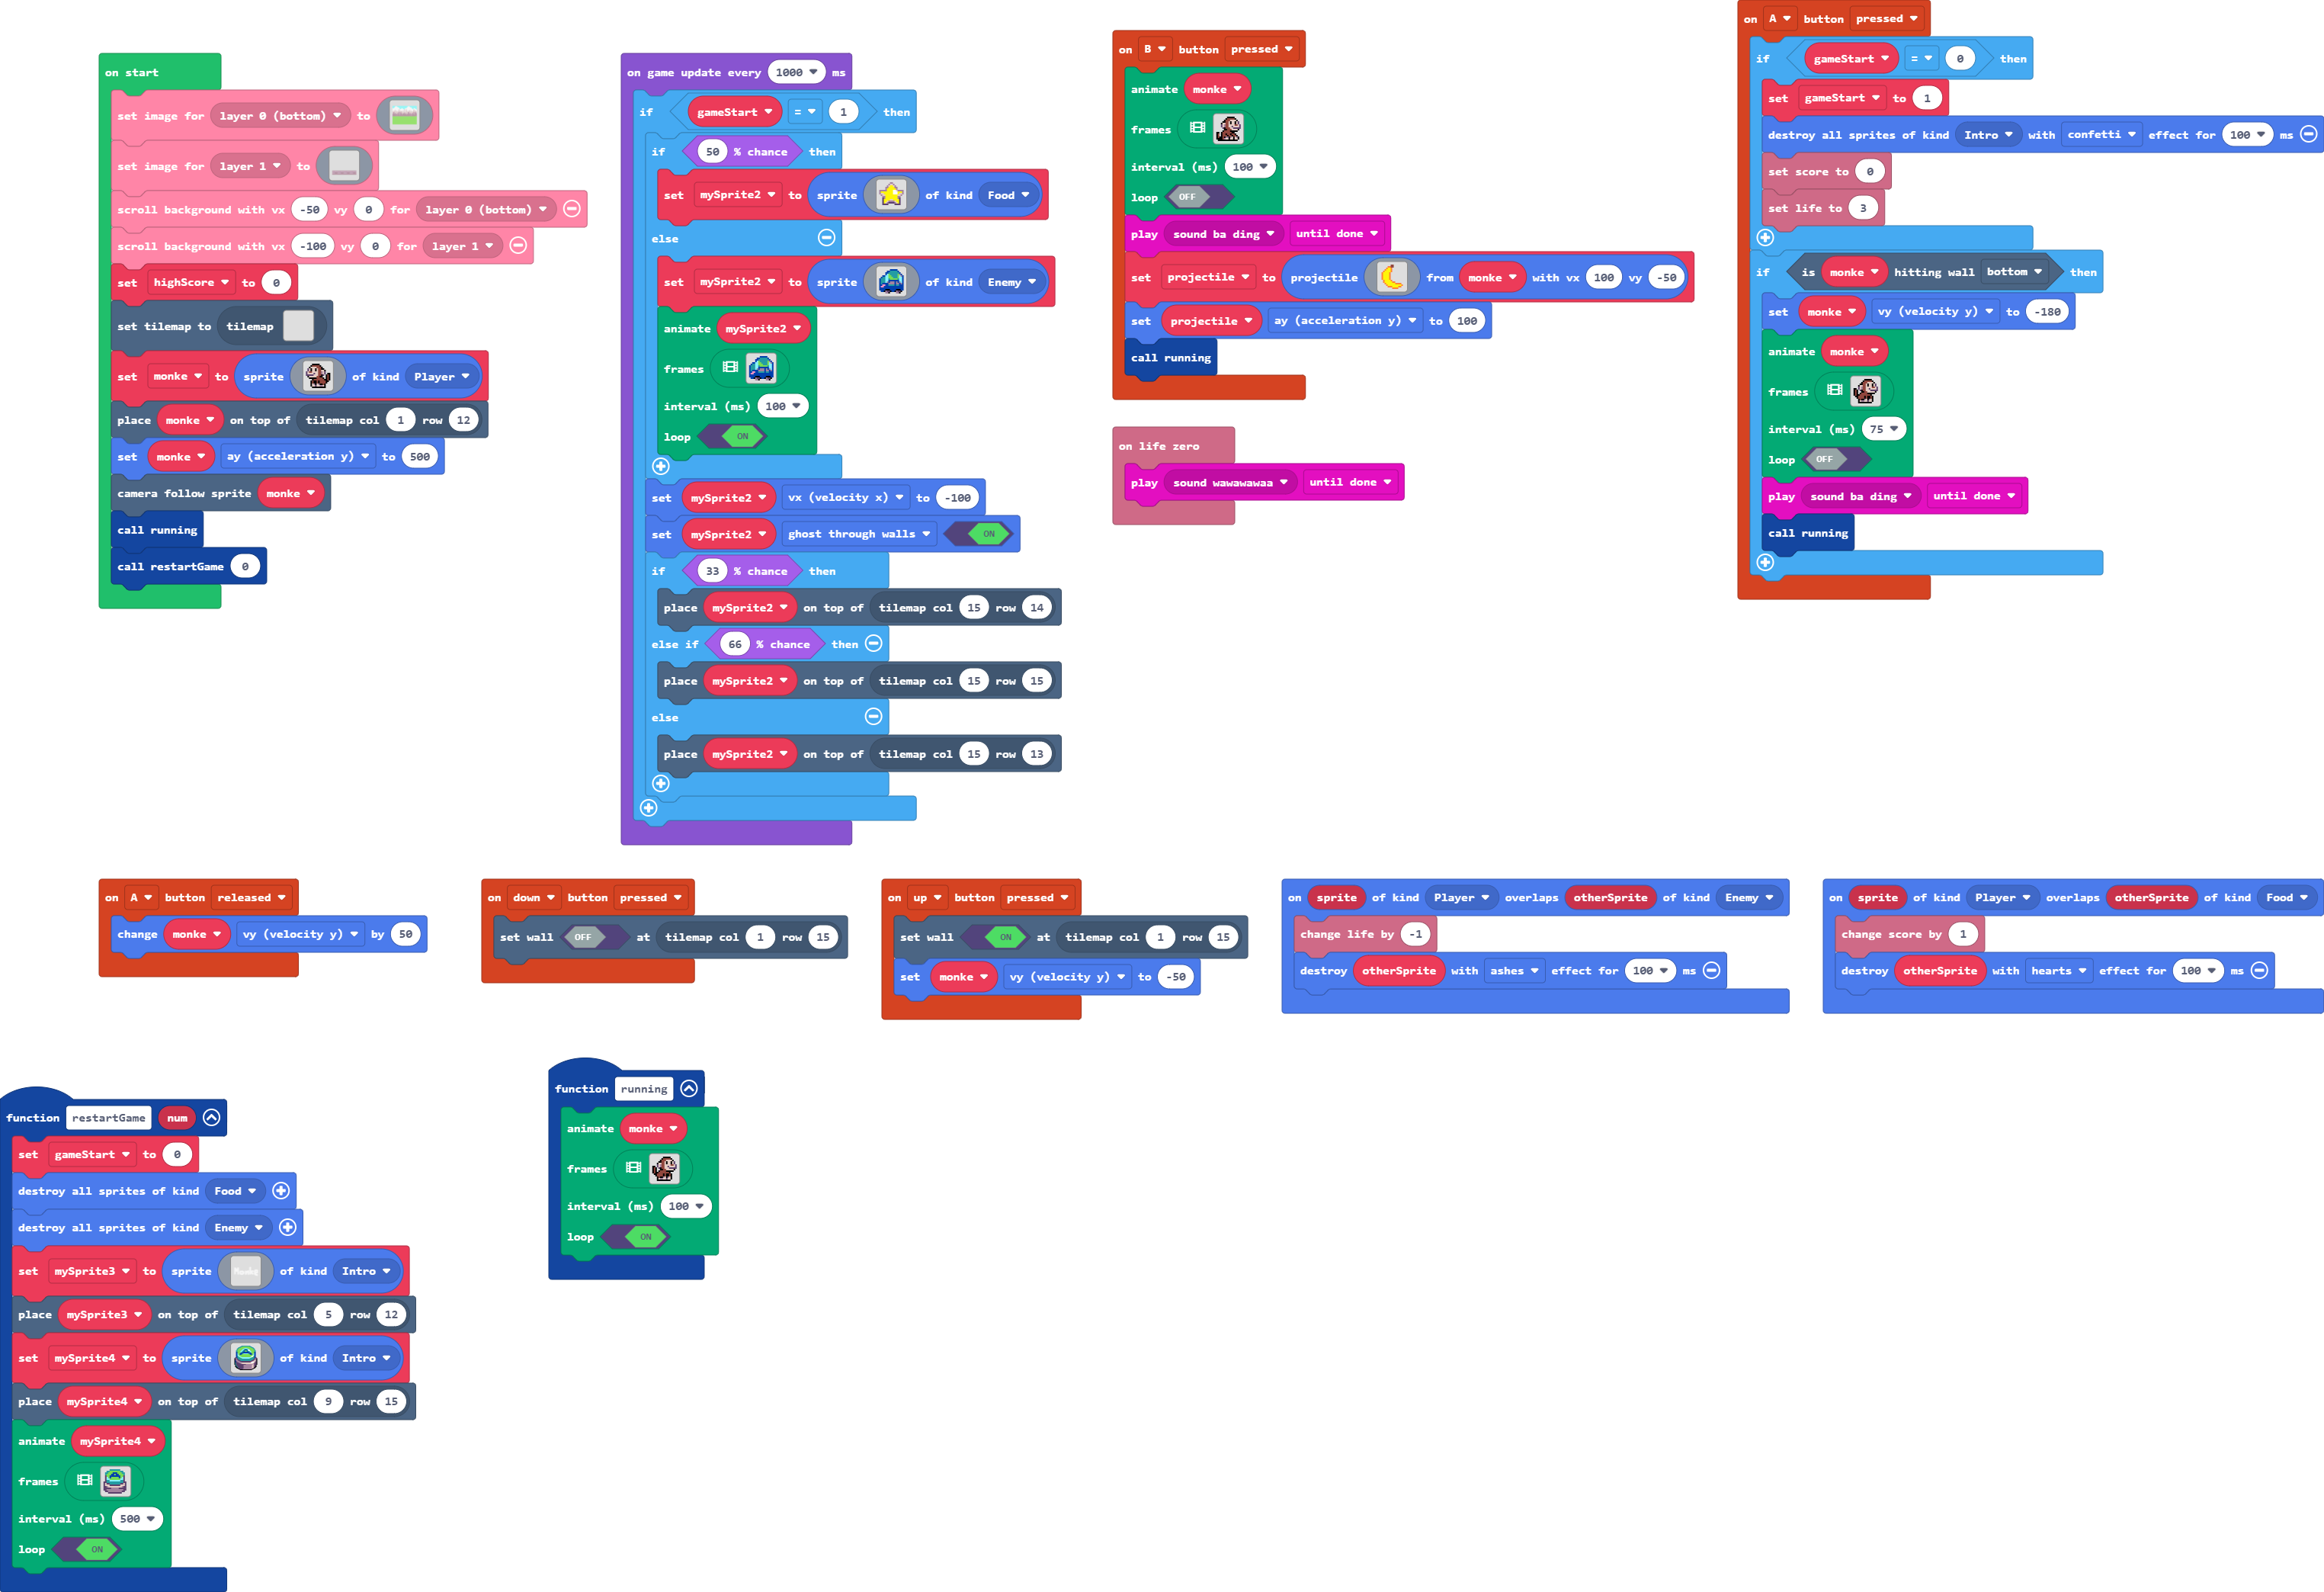 on start
set image for layer 0 (bottom) to
set image for layer 1 to
scroll background with vx -50 vy 0 for layer 0 (bottom)
scroll background with vx -100 vy 0 for layer 1
set highScore to 0
set tilemap to tilemap
set monke to sprite of kind Player
place monke on top of tilemap col 1 row 12
set monke ay (acceleration y) to 500
camera follow sprite monke
call running
call restartGame 0
on game update every 1000 ms
if gameStart = 1 then
if 50 % chance then
set mySprite2 to sprite of kind Food
else
set mySprite2 to sprite of kind Enemy
animate mySprite2
frames
interval (ms) 100
loop ON
set mySprite2 vx (velocity x) to -100
set mySprite2 ghost through walls ON
if 33 % chance then
place mySprite2 on top of tilemap col 15 row 14
else if 66 % chance then
place mySprite2 on top of tilemap col 15 row 15
else
place mySprite2 on top of tilemap col 15 row 13
on B button pressed
animate monke
frames
interval (ms) 100
loop OFF
play sound ba ding until done
set projectile to projectile from monke with vx 100 vy -50
set projectile ay (acceleration y) to 100
call running
on life zero
play sound wawawawaa until done
on A button pressed
if gameStart = 0 then
set gameStart to 1
destroy all sprites of kind Intro with confetti effect for 100 ms
set score to 0
set life to 3
if is monke hitting wall bottom then
set monke vy (velocity y) to -180
animate monke
frames
interval (ms) 75
loop OFF
play sound ba ding until done
call running
on A button released
change monke vy (velocity y) by 50
on down button pressed
set wall OFF at tilemap col 1 row 15
on up button pressed
set wall ON at tilemap col 1 row 15
set monke vy (velocity y) to -50
on sprite of kind Player overlaps otherSprite of kind Enemy
change life by -1
destroy otherSprite with ashes effect for 100 ms
on sprite of kind Player overlaps otherSprite of kind Food
change score by 1
destroy otherSprite with hearts effect for 100 ms
function restartGame num
set gameStart to 0
destroy all sprites of kind Food
destroy all sprites of kind Enemy
set mySprite3 to sprite of kind Intro
place mySprite3 on top of tilemap col 5 row 12
set mySprite4 to sprite of kind Intro
place mySprite4 on top of tilemap col 9 row 15
animate mySprite4
frames
interval (ms) 500
loop ON
function running
animate monke
frames
interval (ms) 100
loop ON